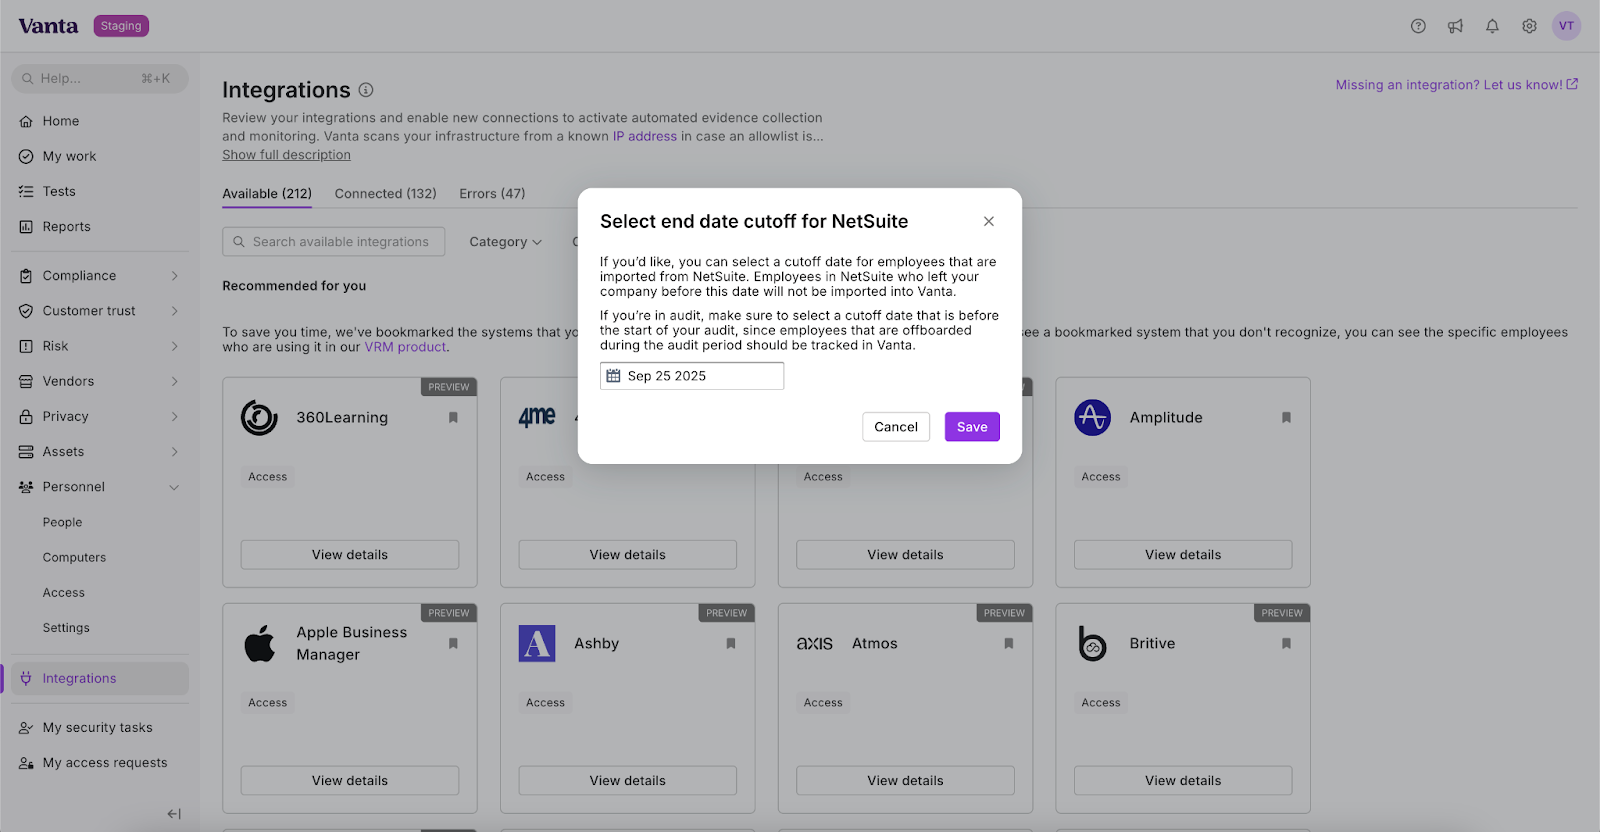 Vanta
Staging
VT
Help...
⌘+K
Home
My work
Tests
Reports
Compliance
Customer trust
Risk
Vendors
Privacy
Assets
Personnel
People
Computers
Access
Settings
Integrations
My security tasks
My access requests
Integrations
Missing an integration? Let us know!
Review your integrations and enable new connections to activate automated evidence collection
and monitoring. Vanta scans your infrastructure from a known IP address in case an allowlist is...
Show full description
Available (212)
Connected (132)
Errors (47)
Search available integrations
Category
Recommended for you
To save you time, we've bookmarked the systems that
see a bookmarked system that you don't recognize, you can see the specific employees
who are using it in our VRM product.
Select end date cutoff for NetSuite
If you'd like, you can select a cutoff date for employees that are
imported from NetSuite. Employees in NetSuite who left your
company before this date will not be imported into Vanta.
If you're in audit, make sure to select a cutoff date that is before
the start of your audit, since employees that are offboarded
during the audit period should be tracked in Vanta.
Sep 25 2025
Cancel
Save
PREVIEW
360Learning
Access
View details
4me
Access
View details
Access
View details
Amplitude
Access
View details
PREVIEW
Apple Business
Manager
Access
View details
PREVIEW
A
Ashby
Access
View details
PREVIEW
axis
Atmos
Access
View details
PREVIEW
Britive
Access
View details